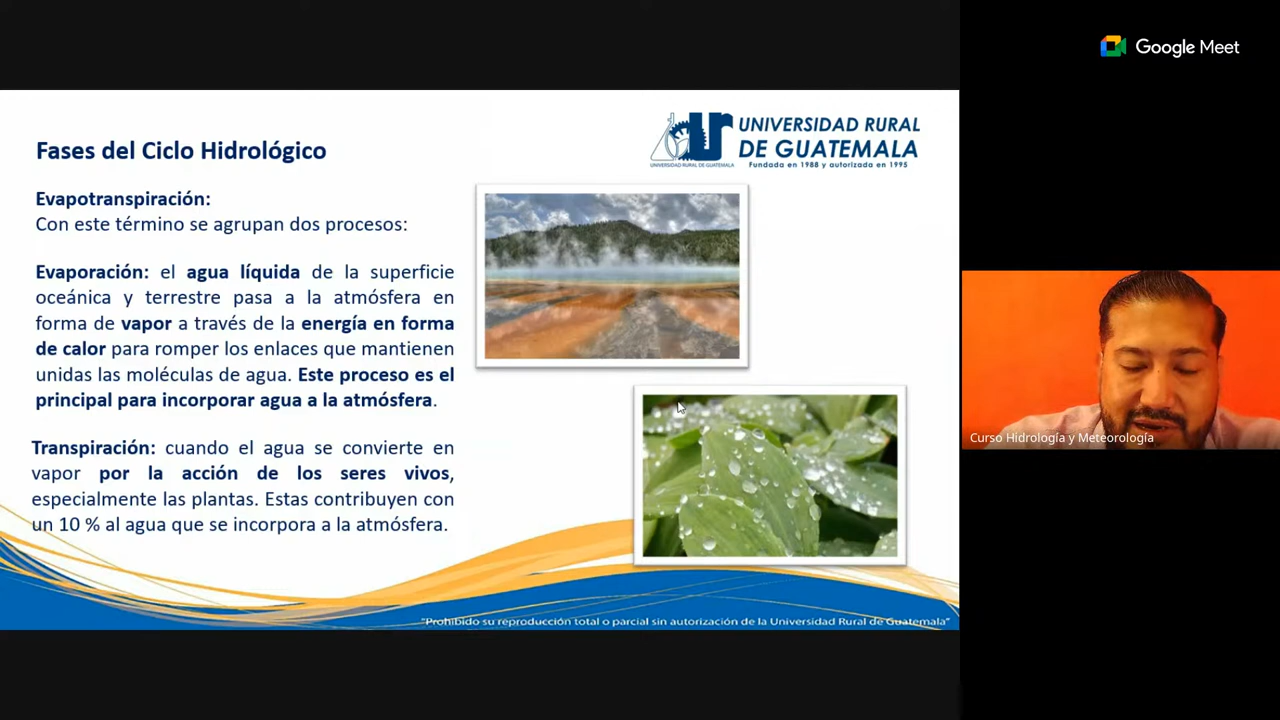 Google Meet
UNIVERSIDAD RURAL
DE GUATEMALA
Fundada en 1988 y autorizada en 1995
UNIVERSIDAD RURAL DE GUATEMALA
Fases del Ciclo Hidrológico
Evapotranspiración:
Con este término se agrupan dos procesos:
Evaporación: el agua líquida de la superficie
oceánica y terrestre pasa a la atmósfera en
forma de vapor a través de la energía en forma
de calor para romper los enlaces que mantienen
unidas las moléculas de agua. Este proceso es el
principal para incorporar agua a la atmósfera.
Transpiración: cuando el agua se convierte en
vapor por la acción de los seres vivos,
especialmente las plantas. Estas contribuyen con
un 10 % al agua que se incorpora a la atmósfera.
Curso Hidrología y Meteorología
"Prohibido su reproducción total o parcial sin autorización de la Universidad Rural de Guatemala"